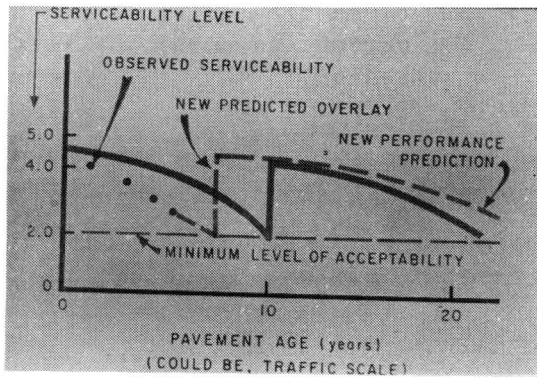 SERVICEABILITY LEVEL
OBSERVED SERVICEABILITY
NEW PREDICTED OVERLAY
NEW PERFORMANCE
PREDICTION
5.0
4.0
2.0
MINIMUM LEVEL OF ACCEPTABILITY
0
0
10
20
PAVEMENT AGE (years)
(COULD BE, TRAFFIC SCALE)